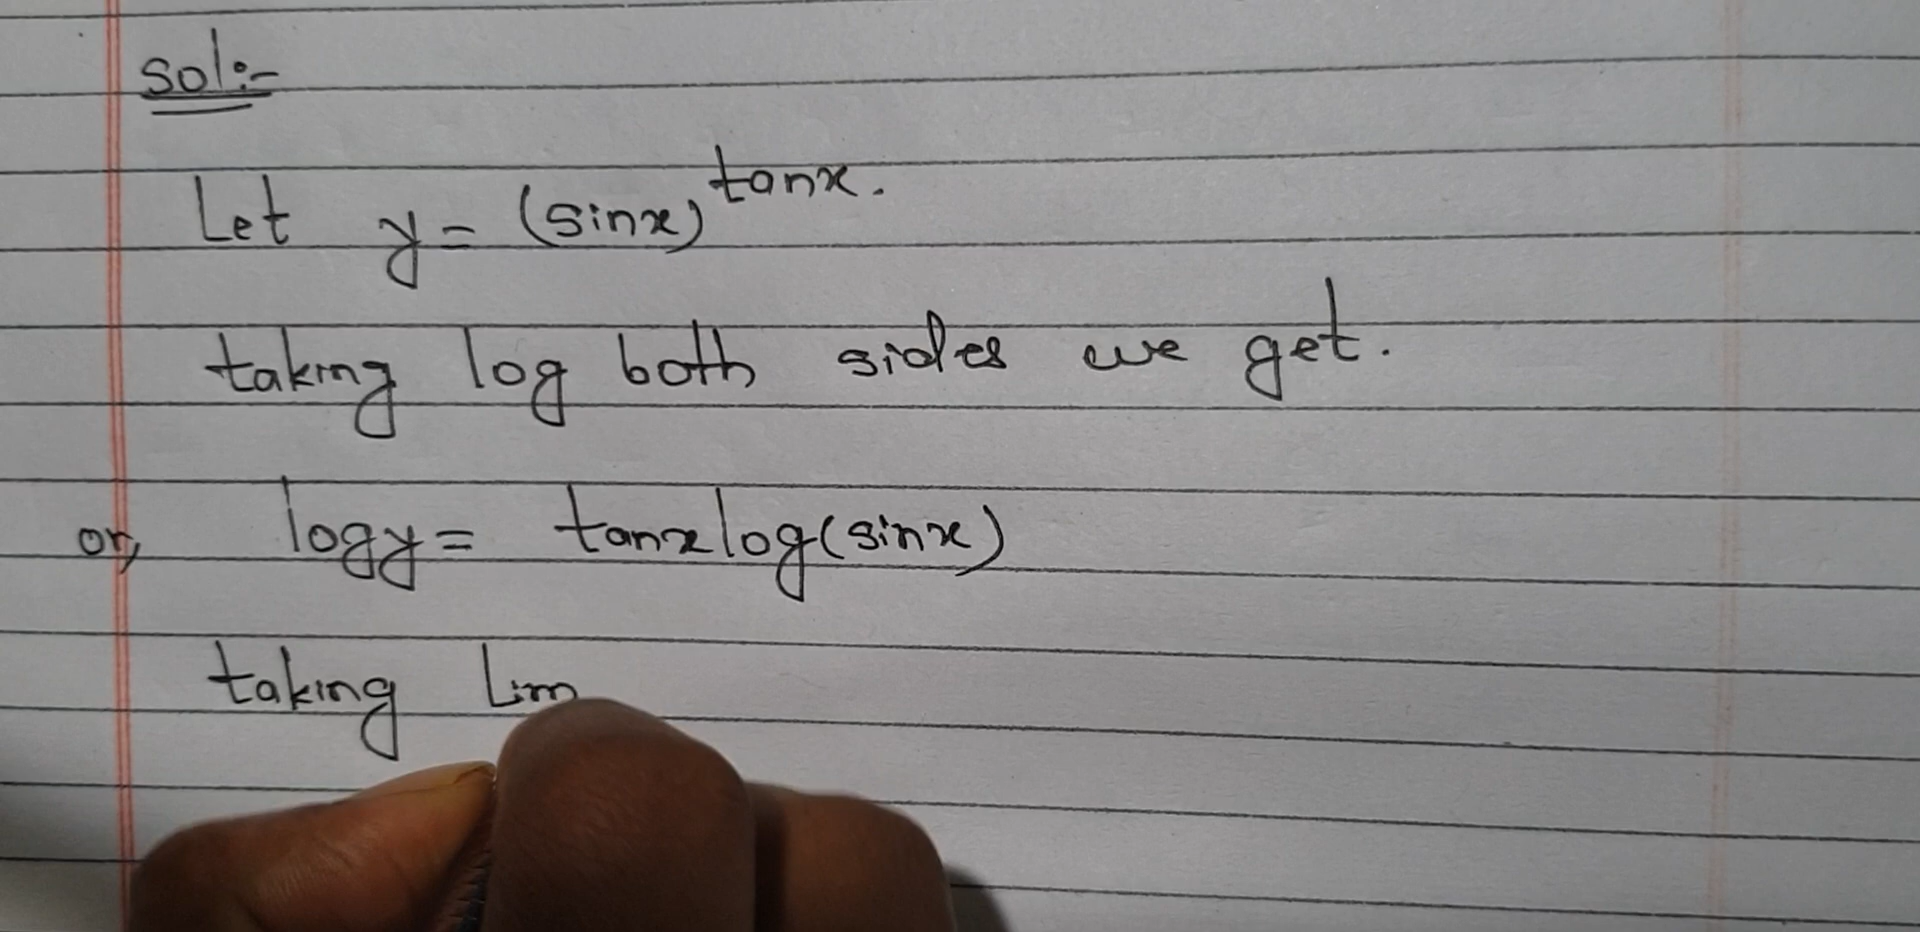 Sol:-
Let y = (sinx)^tanx.
taking log both sides we get.
or, logy = tanxlog(sinx)
taking Lim